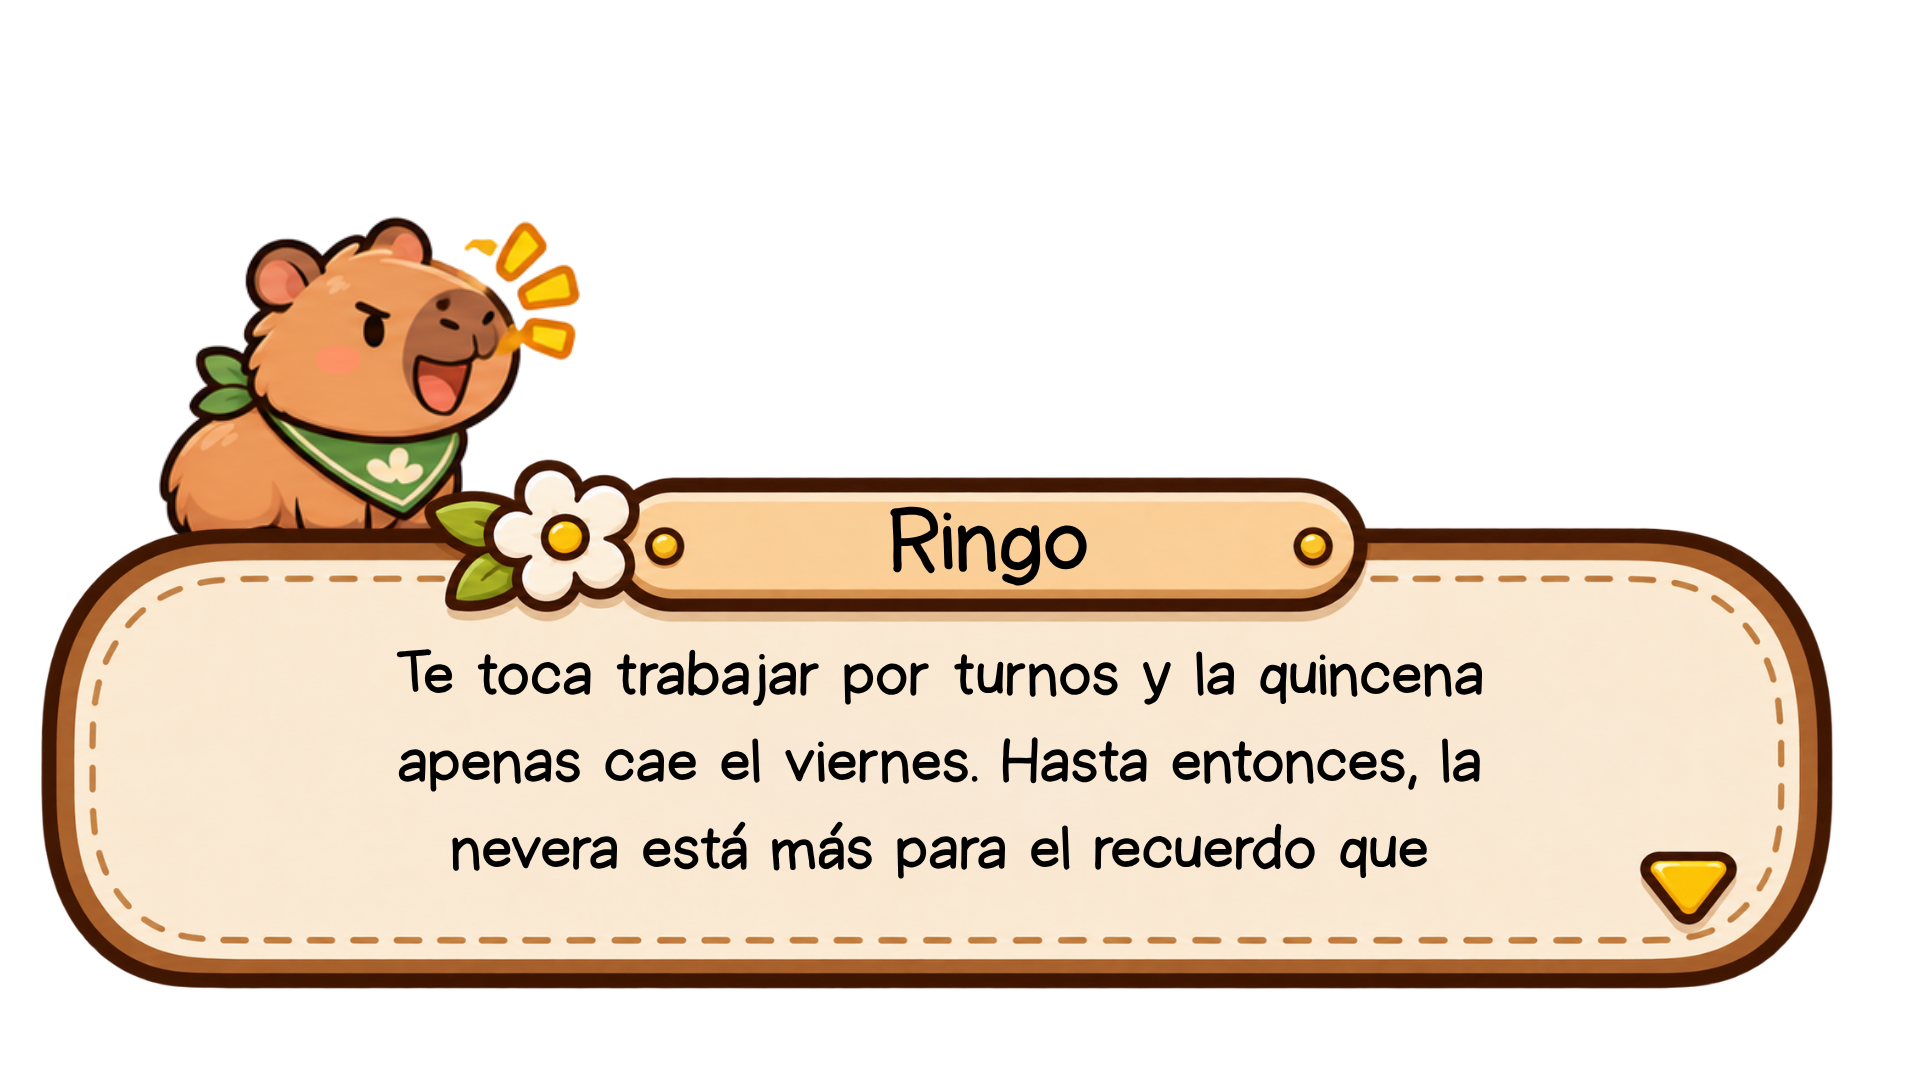 Ringo
Te toca trabajar por turnos y la quincena
apenas cae el viernes. Hasta entonces, la
nevera está más para el recuerdo que